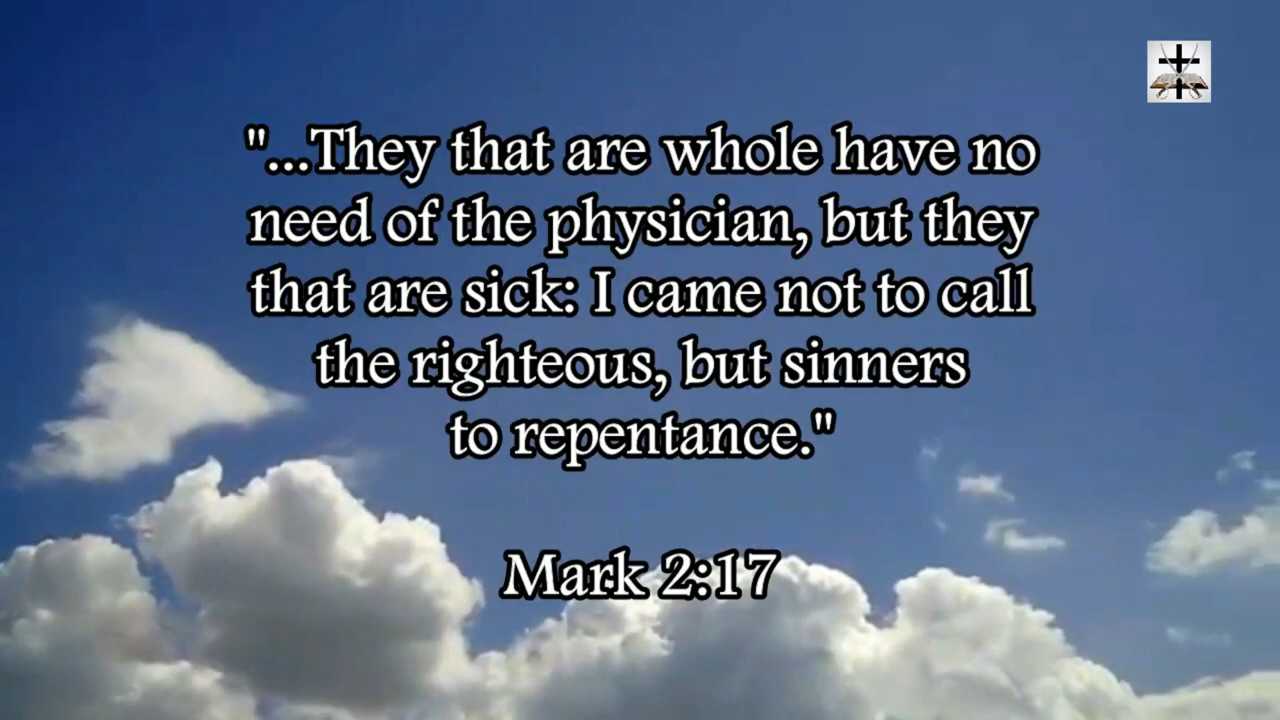 "...They that are whole have no
need of the physician, but they
that are sick: I came not to call
the righteous, but sinners
to repentance."
Mark 2:17